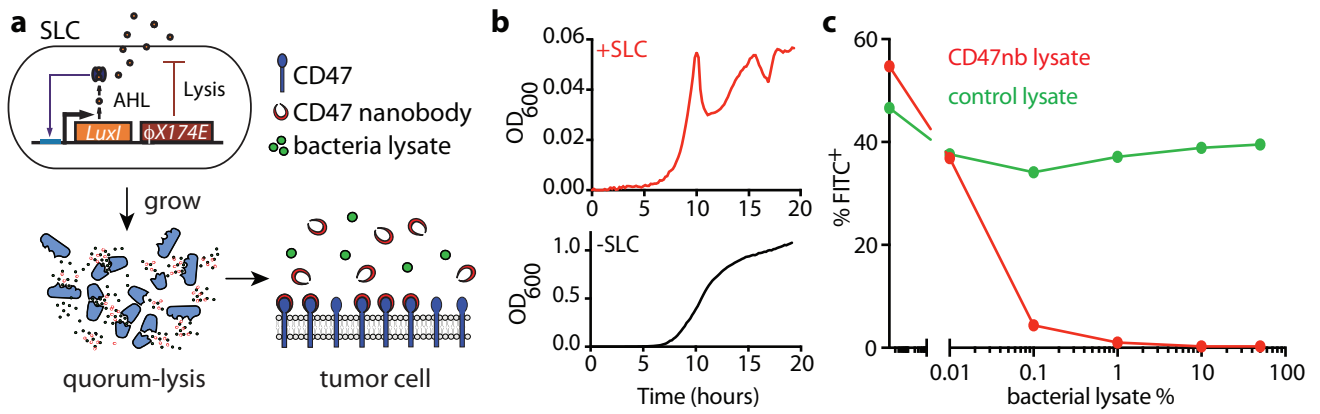 a
SLC
AHL
Lysis
LuxI
ϕX174E
CD47
CD47 nanobody
bacteria lysate
grow
quorum-lysis
tumor cell
b
+SLC
OD600
0.06
0.04
0.02
0.00
0 5 10 15 20
-SLC
OD600
1.0
0.5
0.0
0 5 10 15 20
Time (hours)
c
CD47nb lysate
control lysate
% FITC+
60
40
20
0
0.01 0.1 1 10 100
bacterial lysate %